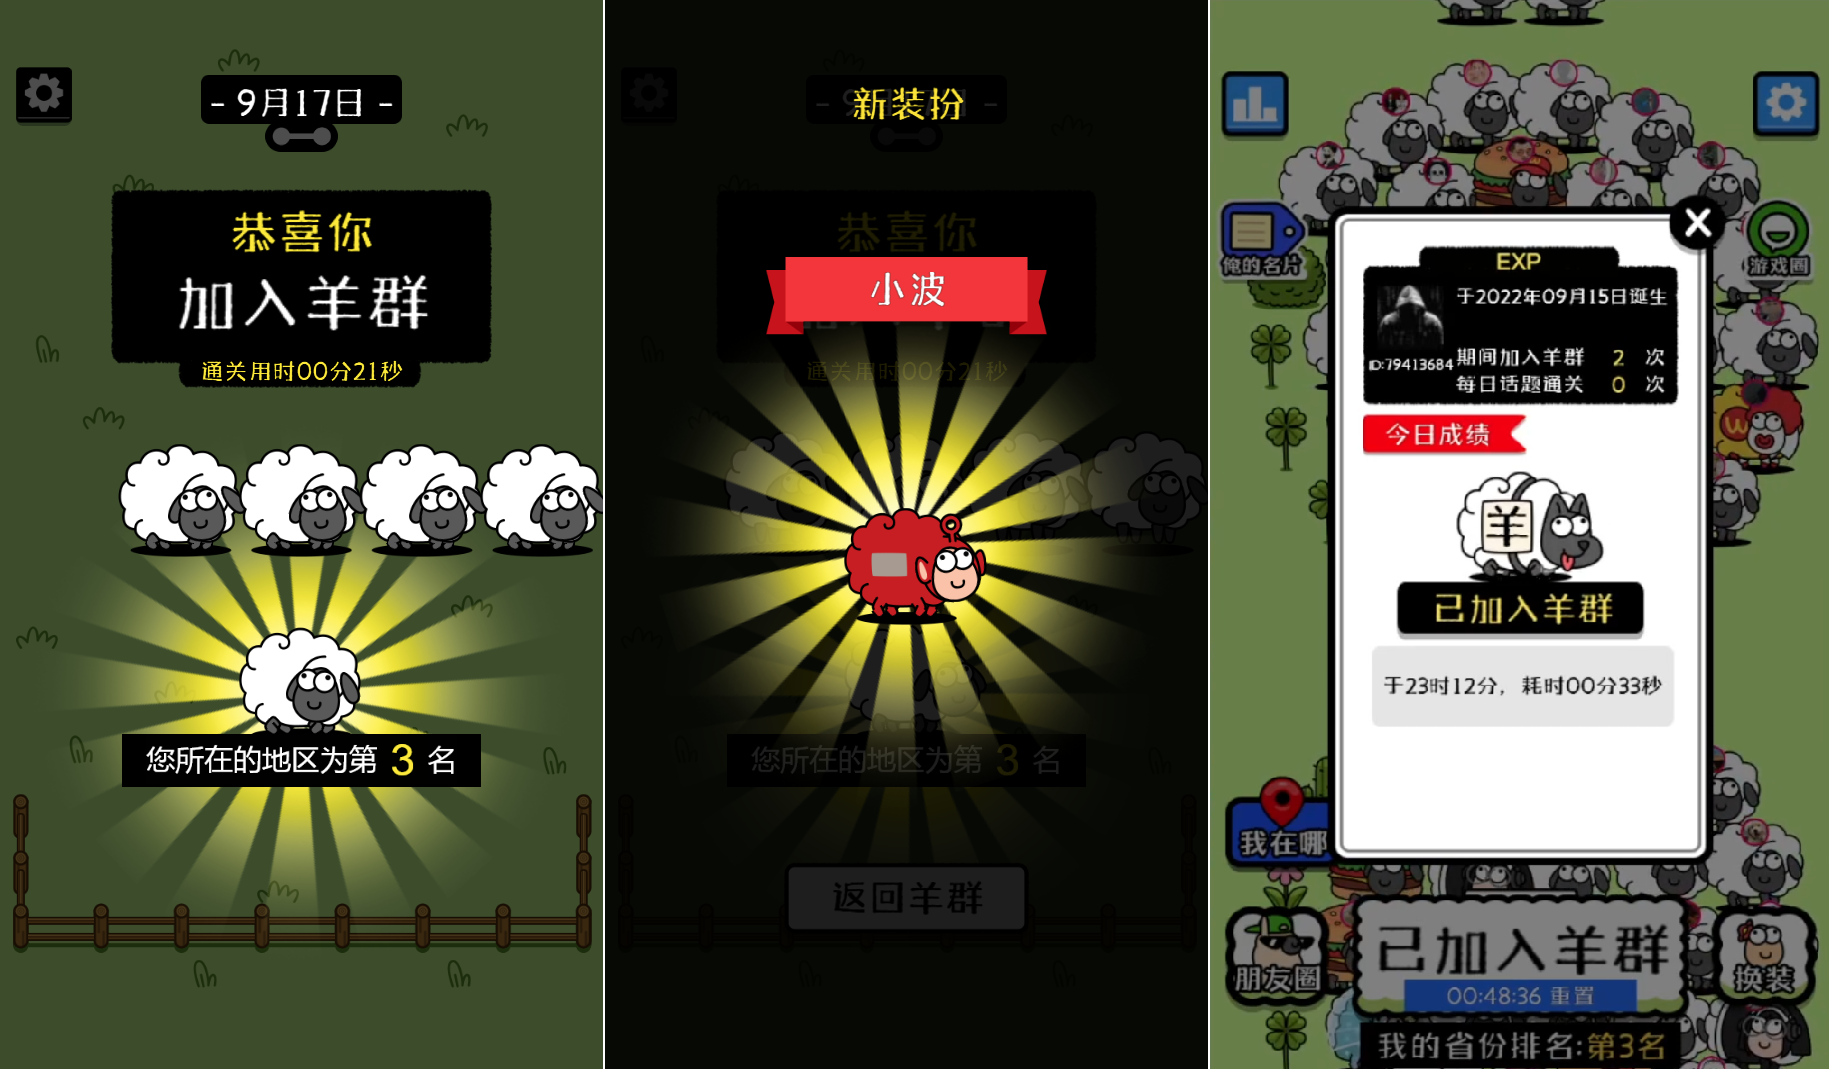 - 9月17日 -
恭喜你
加入羊群
通关用时00分21秒
您所在的地区为第 3 名
新装扮
恭喜你
小波
通关用时00分21秒
您所在的地区为第 3 名
返回羊群
俺的名片
游戏圈
EXP
于2022年09月15日诞生
ID:79413684
期间加入羊群 2 次
每日话题通关 0 次
今日成绩
羊
已加入羊群
于23时12分，耗时00分33秒
我在哪
朋友圈
已加入羊群
00:48:36 重置
换装
我的省份排名:第3名